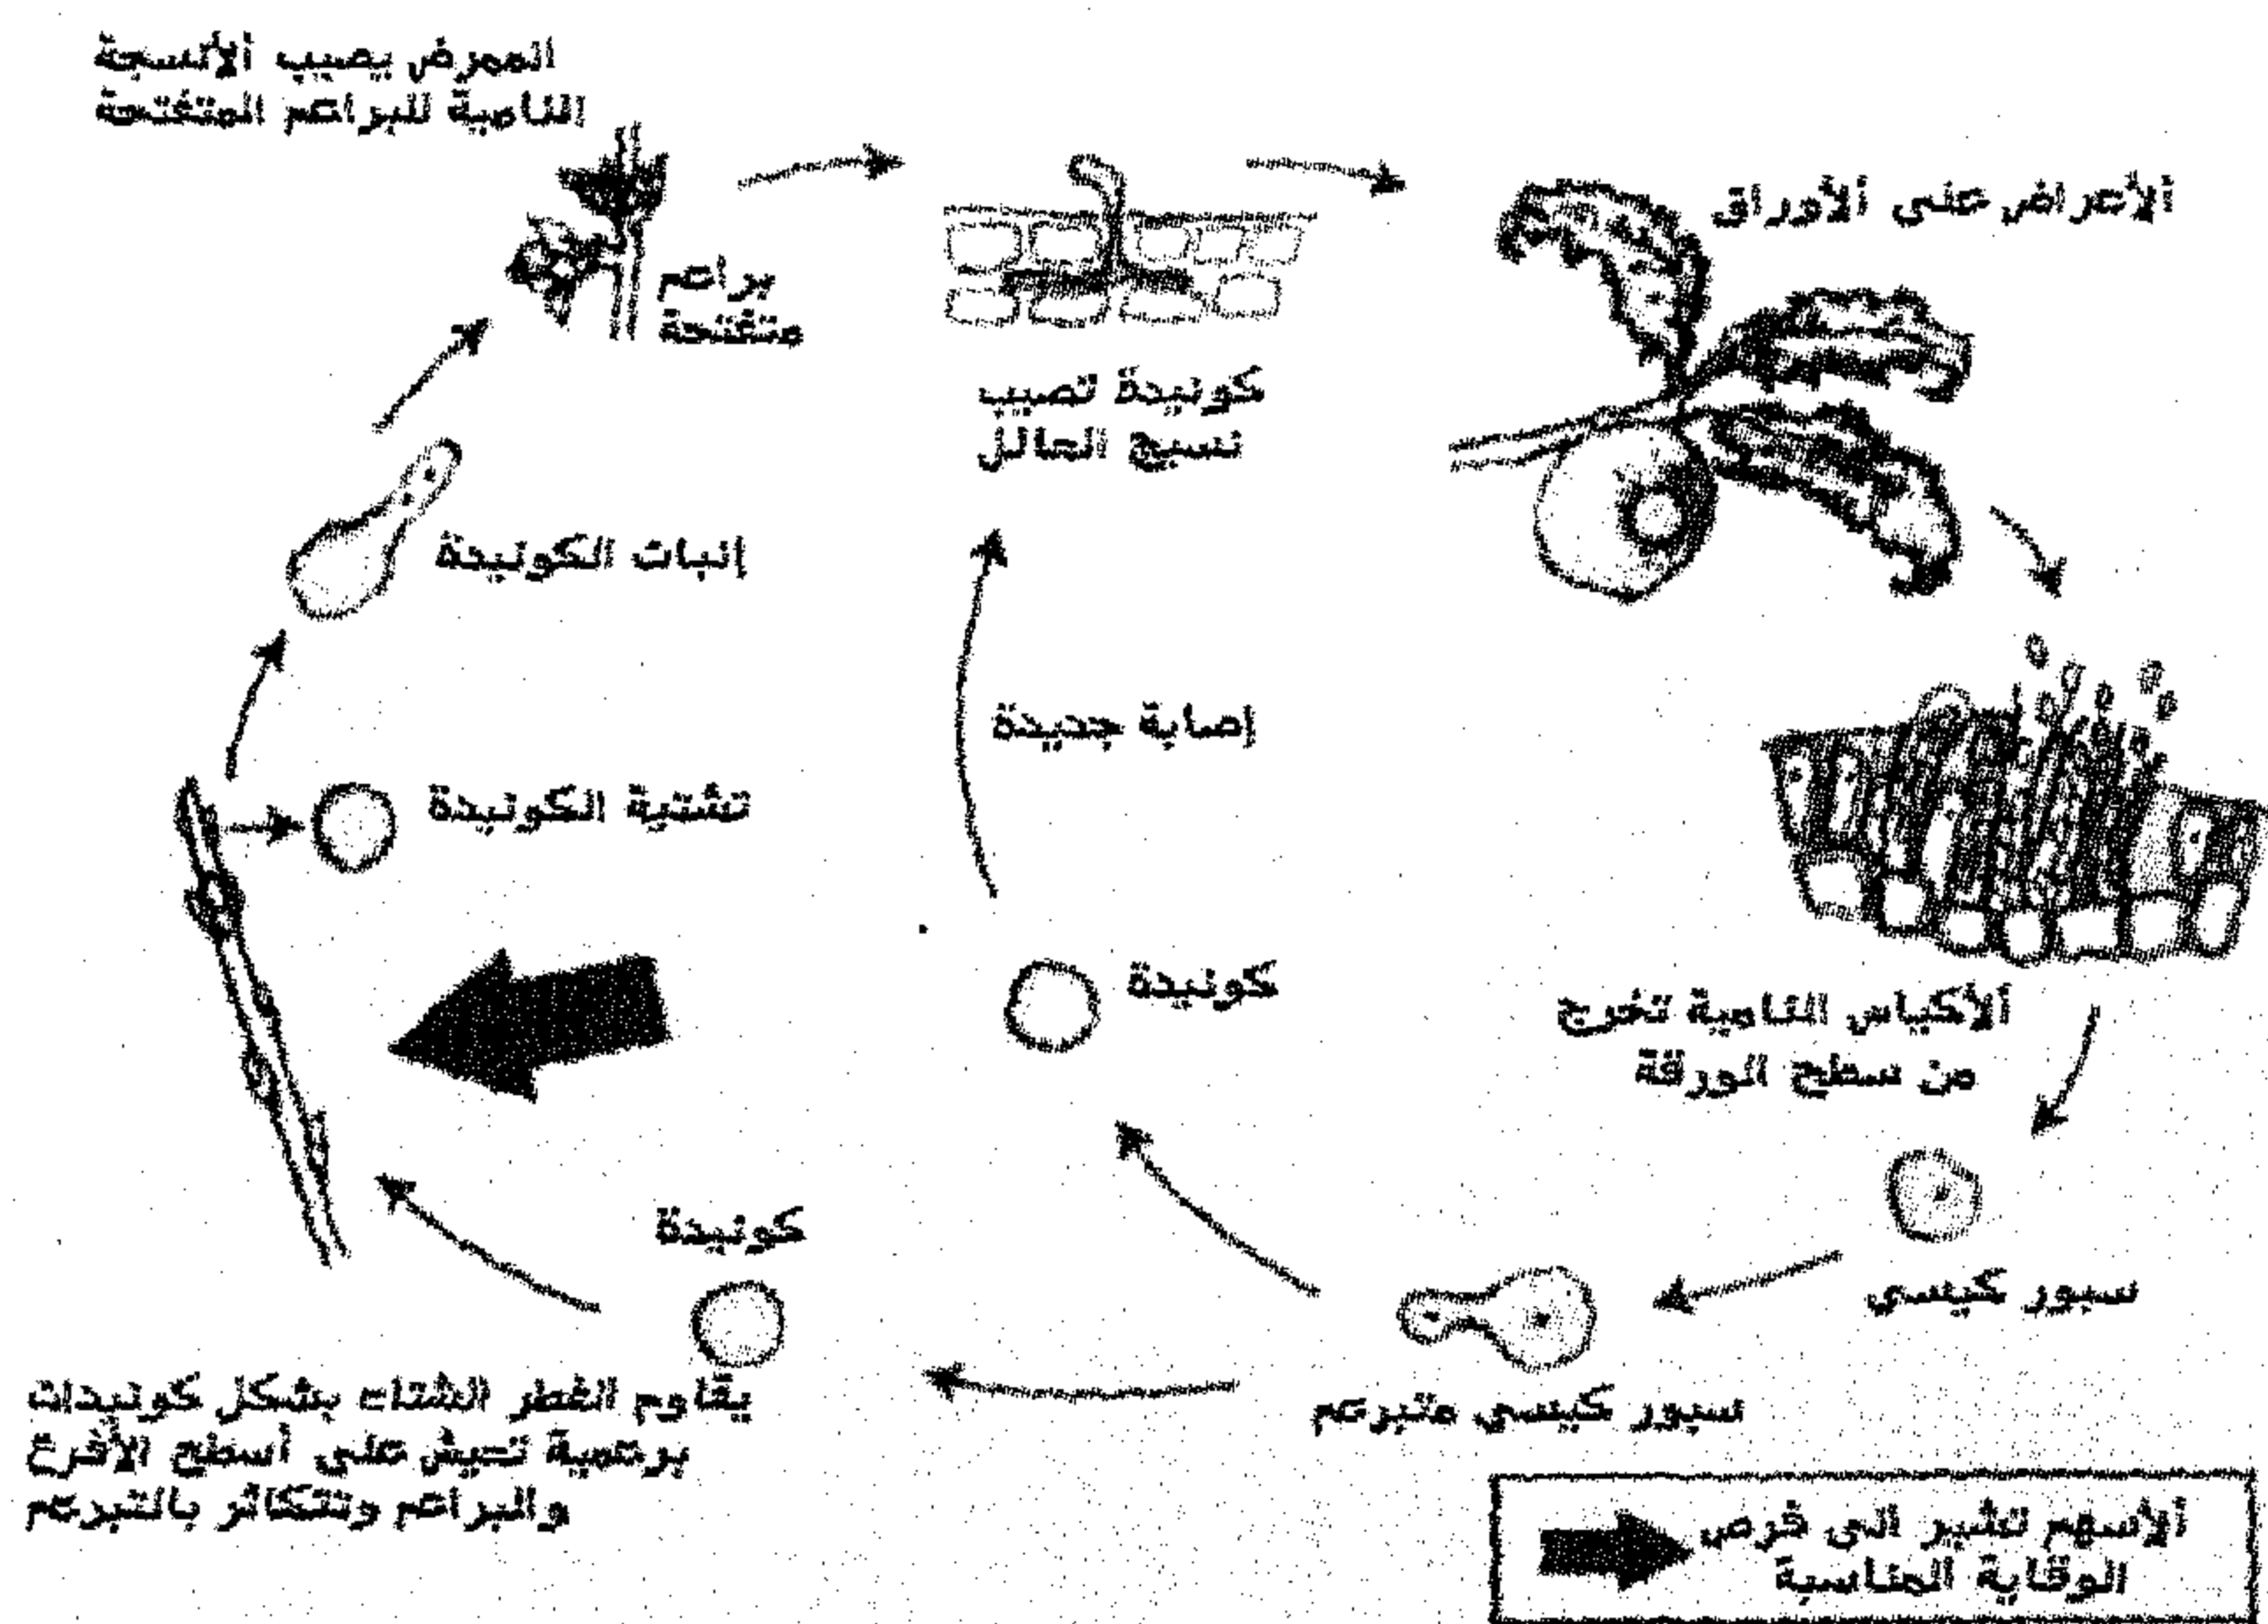 الممرض يصيب الأنسجة
النامية للبراعم المتفتحة
براعم
متفتحة
كونيدة تصيب
نسيج العائل
الأعراض على الأوراق
إنبات الكونيدة
إصابة جديدة
تشتية الكونيدة
كونيدة
الأكياس النامية تخرج
من سطح الورقة
سبور كيسي
سبور كيسي متبرعم
كونيدة
يقاوم الفطر الشتاء بشكل كونيدات
برعمية تعيش على أسطح الأفرع
والبراعم وتتكاثر بالتبرعم
الأسهم تشير الى فرص
الوقاية المناسبة